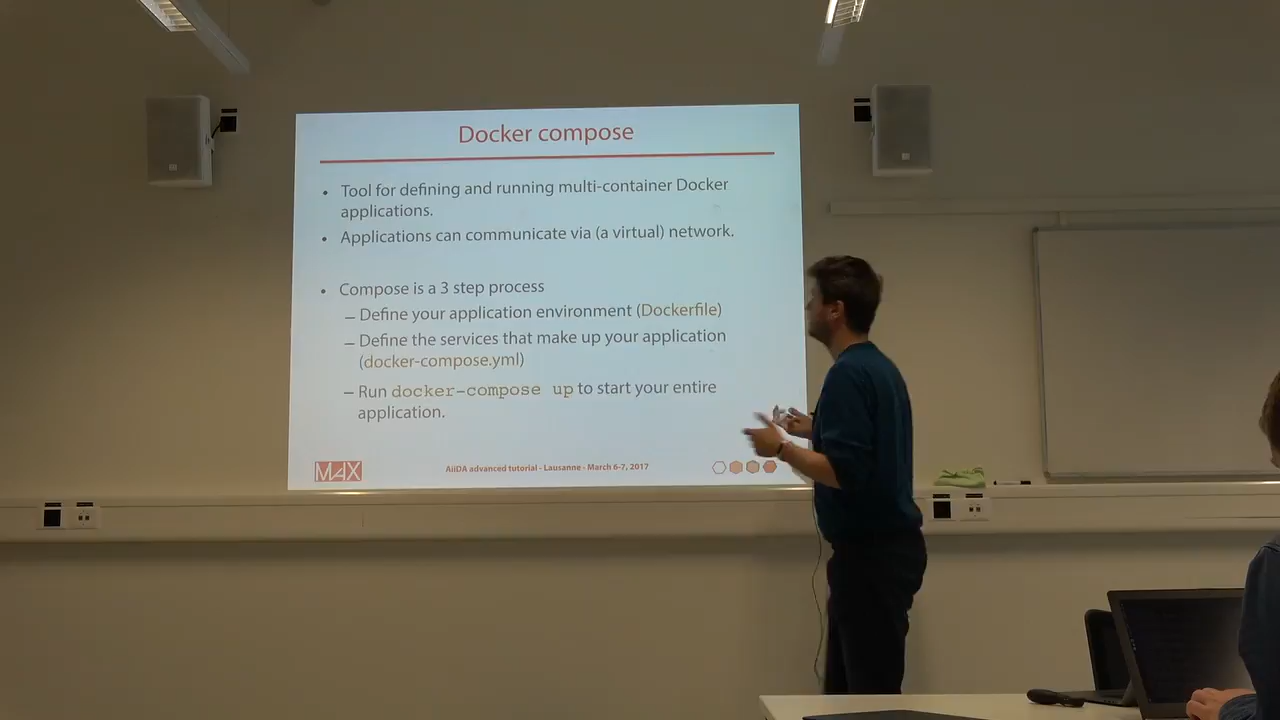 Docker compose
• Tool for defining and running multi-container Docker
applications.
• Applications can communicate via (a virtual) network.
• Compose is a 3 step process
– Define your application environment (Dockerfile)
– Define the services that make up your application
(docker-compose.yml)
– Run docker-compose up to start your entire
application.
MAX
AiiDA advanced tutorial - Lausanne - March 6-7, 2017